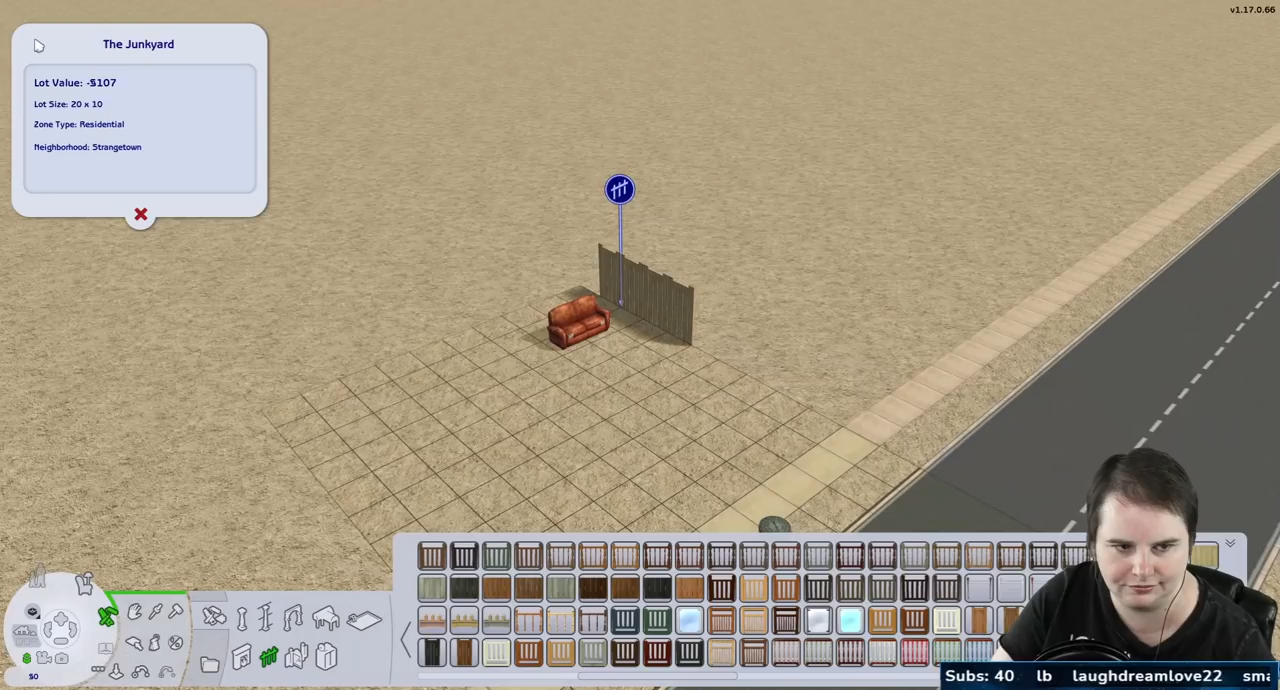 v1.17.0.66
The Junkyard
Lot Value: -§107
Lot Size: 20 x 10
Zone Type: Residential
Neighborhood: Strangetown
§0
Subs: 40 lb laughdreamlove22 sma